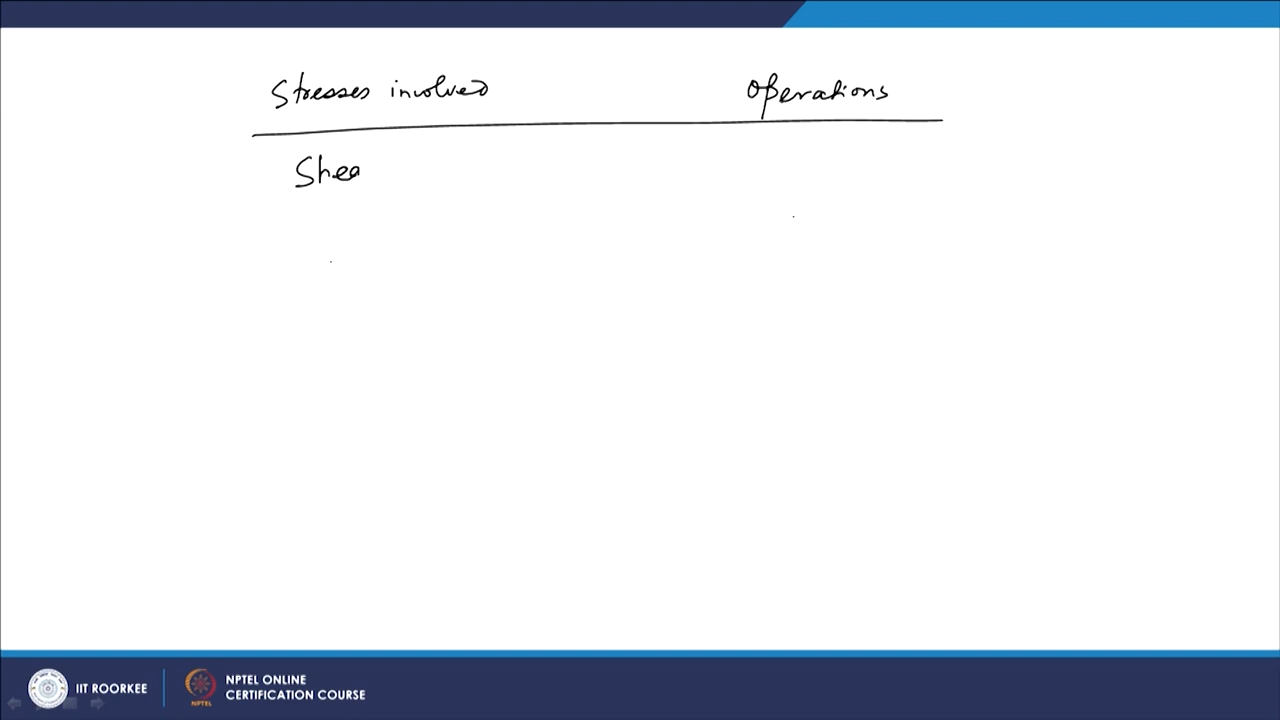 Stresses involved Operations
Shea
IIT ROORKEE NPTEL ONLINE CERTIFICATION COURSE
NPTEL